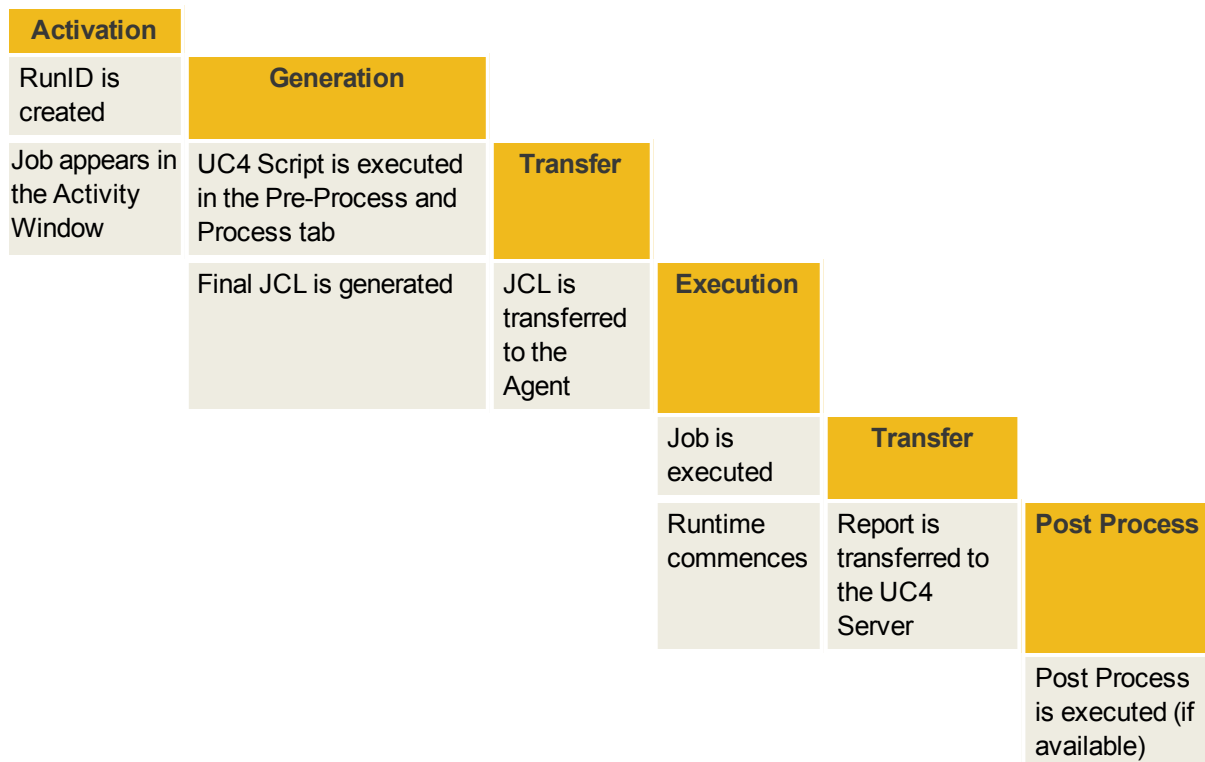 Activation
RunID is
created
Job appears in
the Activity
Window
Generation
UC4 Script is executed
in the Pre-Process and
Process tab
Final JCL is generated
Transfer
JCL is
transferred
to the
Agent
Execution
Job is
executed
Runtime
commences
Transfer
Report is
transferred to
the UC4
Server
Post Process
Post Process
is executed (if
available)